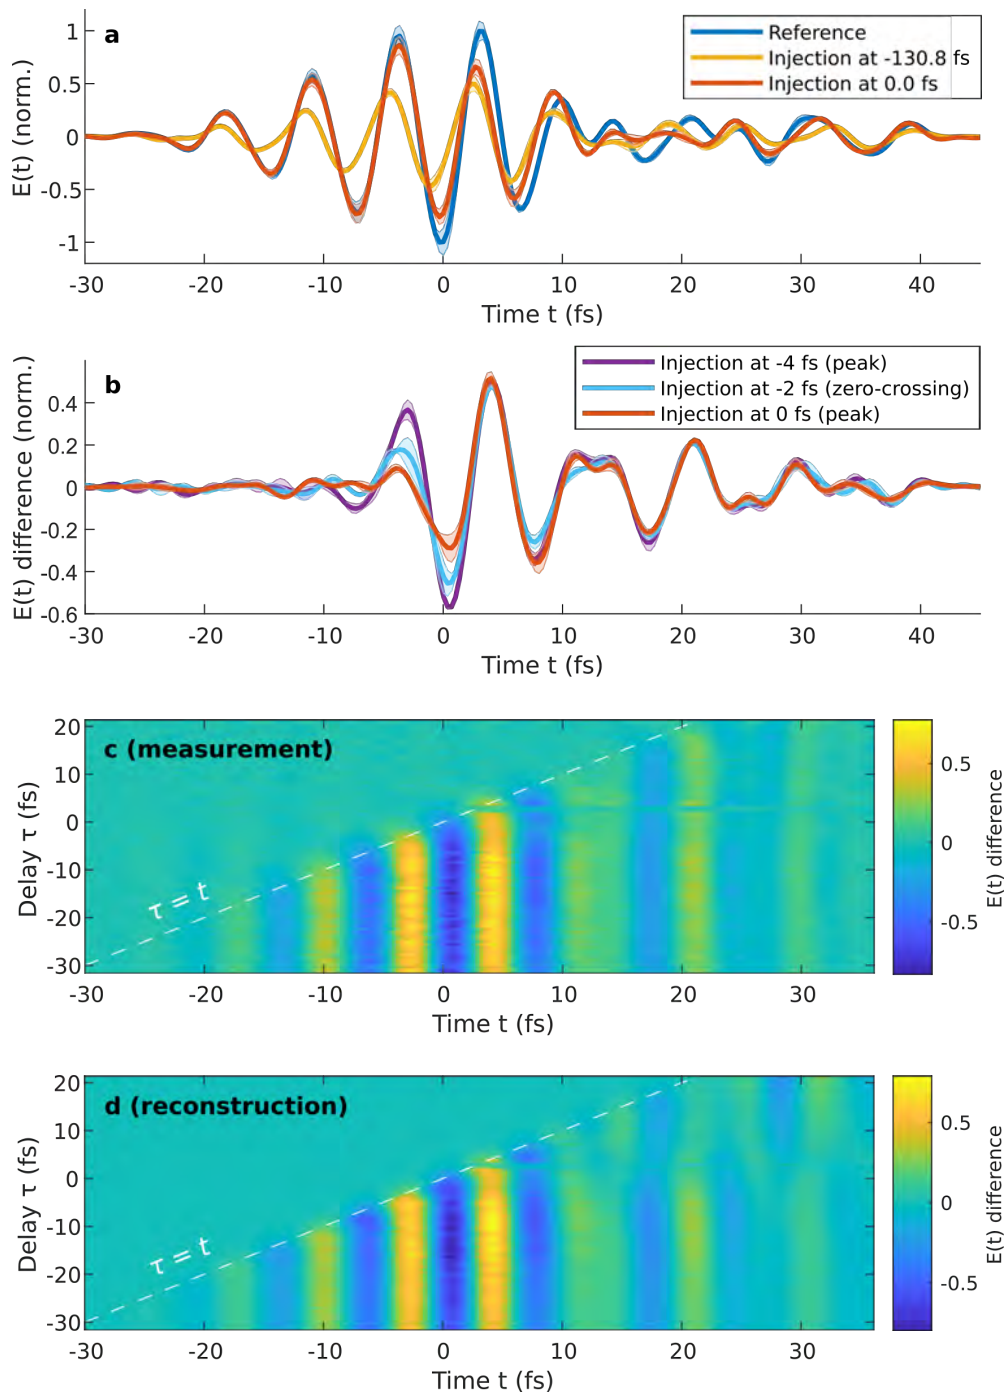 a
Reference
Injection at -130.8 fs
Injection at 0.0 fs
E(t) (norm.)
1
0.5
0
-0.5
-1
-30 -20 -10 0 10 20 30 40
Time t (fs)
b
Injection at -4 fs (peak)
Injection at -2 fs (zero-crossing)
Injection at 0 fs (peak)
E(t) difference (norm.)
0.4
0.2
0
-0.2
-0.4
-0.6
-30 -20 -10 0 10 20 30 40
Time t (fs)
c (measurement)
τ = t
Delay τ (fs)
20
10
0
-10
-20
-30
-30 -20 -10 0 10 20 30
Time t (fs)
0.5
0
-0.5
E(t) difference
d (reconstruction)
τ = t
Delay τ (fs)
20
10
0
-10
-20
-30
-30 -20 -10 0 10 20 30
Time t (fs)
0.5
0
-0.5
E(t) difference